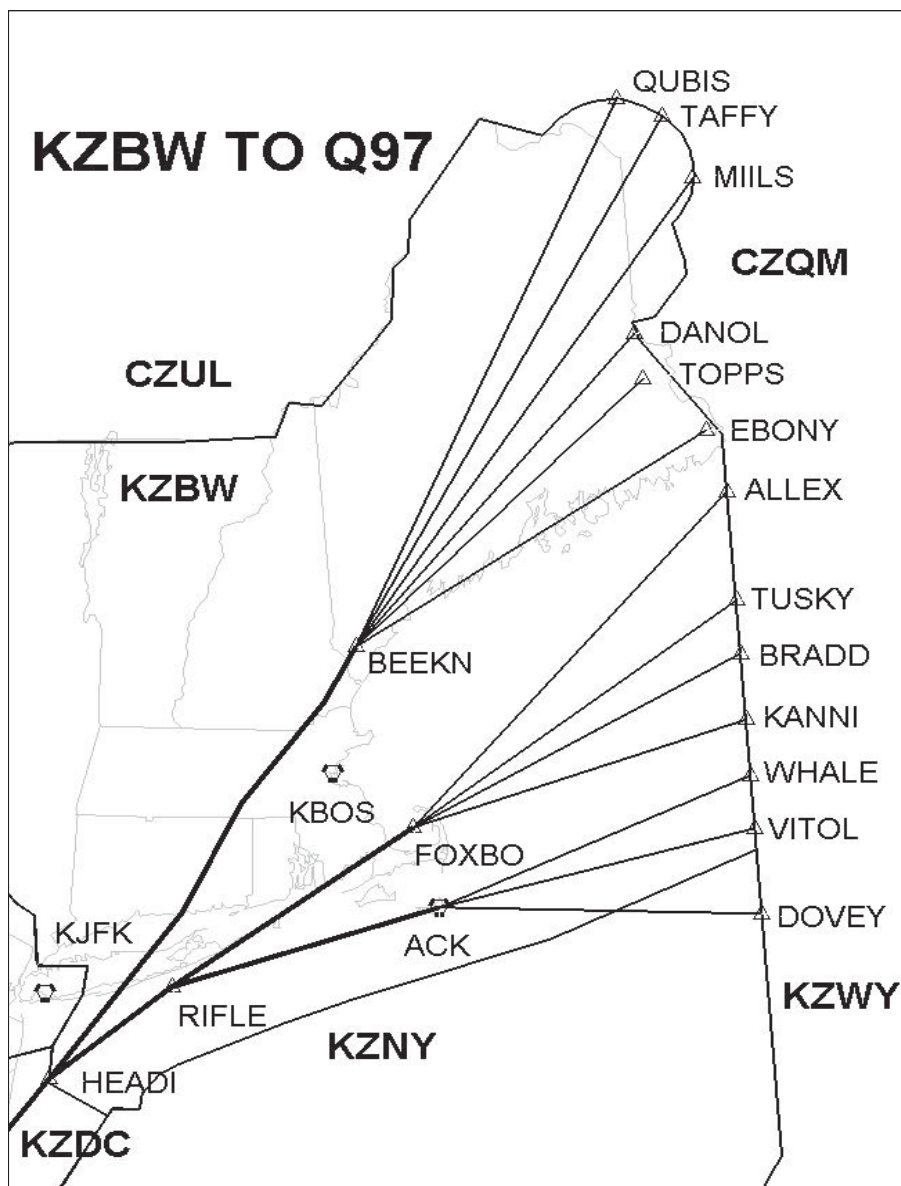 QUBIS
TAFFY
KZBW TO Q97
MIILS
CZQM
DANOL
CZUL
TOPPS
EBONY
KZBW
ALLEX
TUSKY
BEEKN
BRADD
KANNI
WHALE
KBOS
VITOL
FOXBO
DOVEY
KJFK
ACK
KZWY
RIFLE
KZNY
HEADI
KZDC